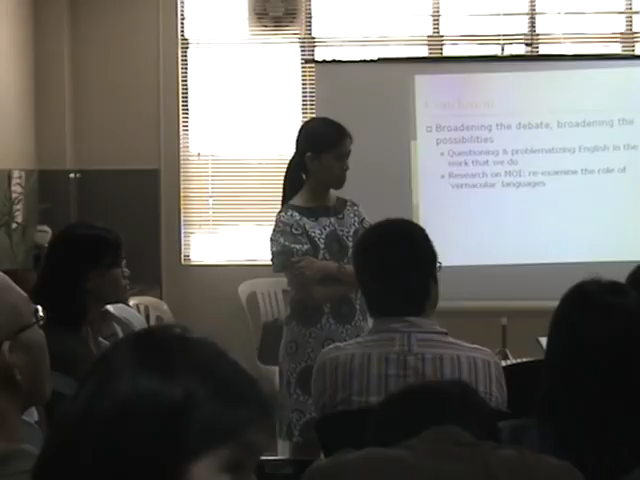 Conclusion
Broadening the debate, broadening the
possibilities
Questioning & problematizing English in the
work that we do
Research on MOI: re-examine the role of
'vernacular' languages